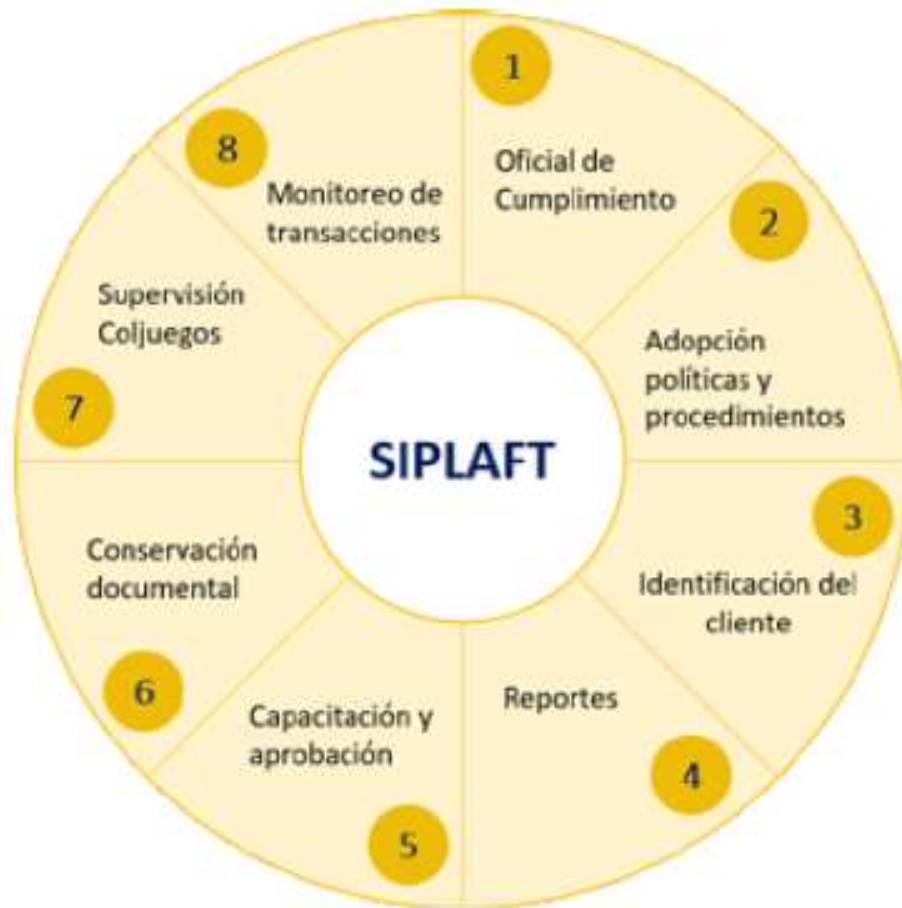 1
Oficial de
Cumplimiento
2
Adopción
políticas y
procedimientos
3
Identificación del
cliente
4
Reportes
5
Capacitación y
aprobación
6
Conservación
documental
7
Supervisión
Coljuegos
8
Monitoreo de
transacciones
SIPLAFT